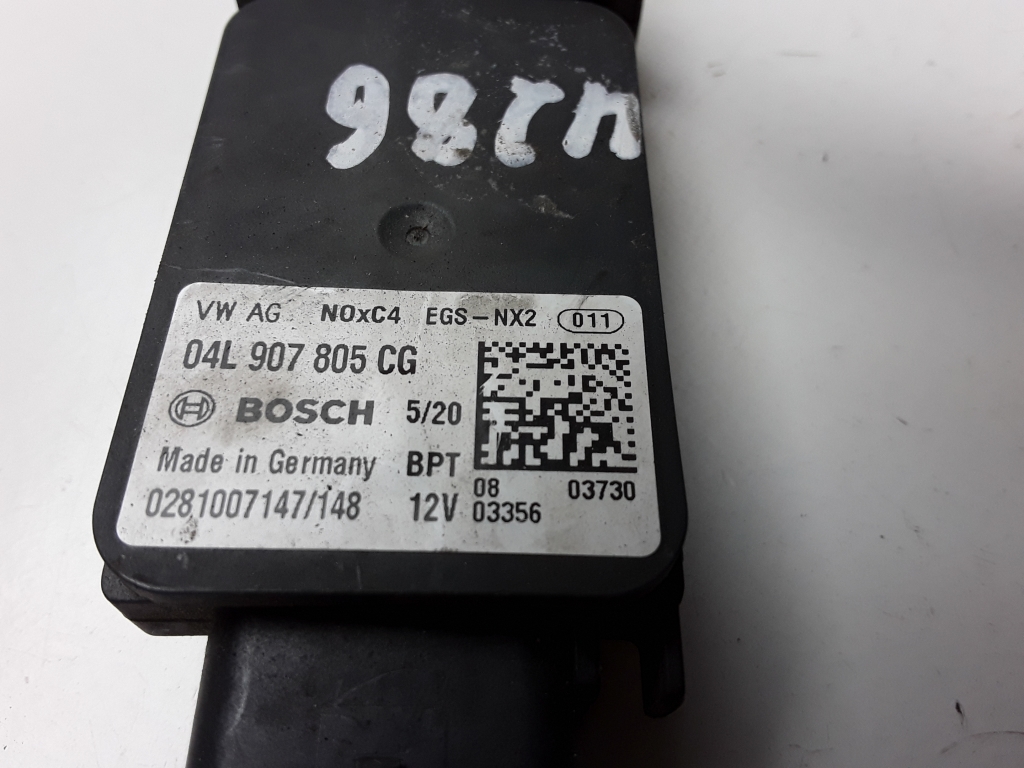 4286
VW AG NOxC4 EGS-NX2 011
04L 907 805 CG
BOSCH 5/20
Made in Germany BPT
0281007147/148 12V
08 03730
03356